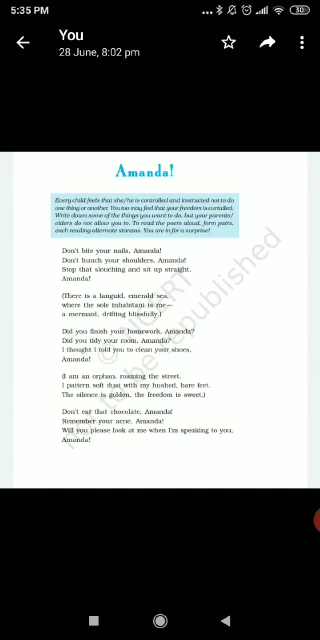 5:35 PM
30
You
28 June, 8:02 pm
Amanda!
Every child feels that she/he is controlled and instructed not to do
one thing or another. You too may feel that your freedom is curtailed.
Write down some of the things you want to do, but your parents/
elders do not allow you to. To read the poem aloud, form pairs,
each reading alternate stanzas. You are in for a surprise!
Don't bite your nails, Amanda!
Don't hunch your shoulders, Amanda!
Stop that slouching and sit up straight,
Amanda!
(There is a languid, emerald sea,
where the sole inhabitant is me—
a mermaid, drifting blissfully.)
Did you finish your homework, Amanda?
Did you tidy your room, Amanda?
I thought I told you to clean your shoes,
Amanda!
(I am an orphan, roaming the street.
I pattern soft dust with my hushed, bare feet.
The silence is golden, the freedom is sweet.)
Don't eat that chocolate, Amanda!
Remember your acne, Amanda!
Will you please look at me when I'm speaking to you,
Amanda!
© NCERT
not to be republished